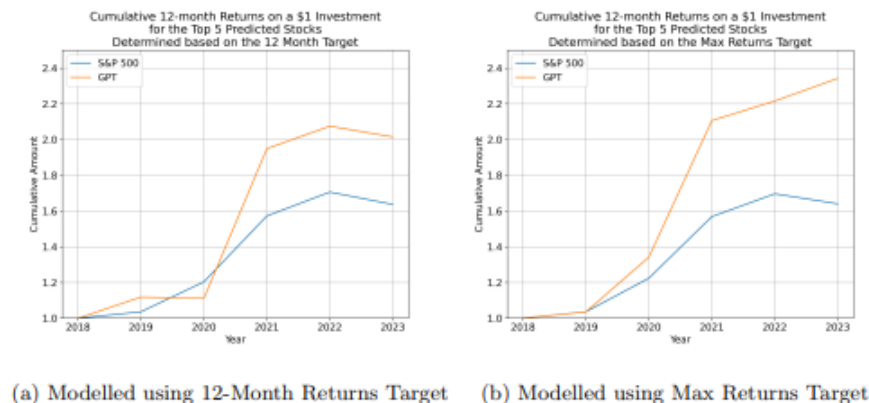 Cumulative 12-month Returns on a $1 Investment
for the Top 5 Predicted Stocks
Determined based on the 12 Month Target
S&P 500
GPT
2.4
2.2
2.0
1.8
1.6
1.4
1.2
1.0
Cumulative Amount
2018 2019 2020 2021 2022 2023
Year
(a) Modelled using 12-Month Returns Target
Cumulative 12-month Returns on a $1 Investment
for the Top 5 Predicted Stocks
Determined based on the Max Returns Target
S&P 500
GPT
2.4
2.2
2.0
1.8
1.6
1.4
1.2
1.0
Cumulative Amount
2018 2019 2020 2021 2022 2023
Year
(b) Modelled using Max Returns Target